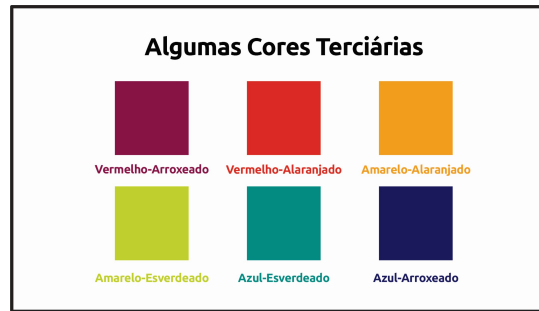 Algumas Cores Terciárias
Vermelho-Arroxeado Vermelho-Alaranjado Amarelo-Alaranjado
Amarelo-Esverdeado Azul-Esverdeado Azul-Arroxeado